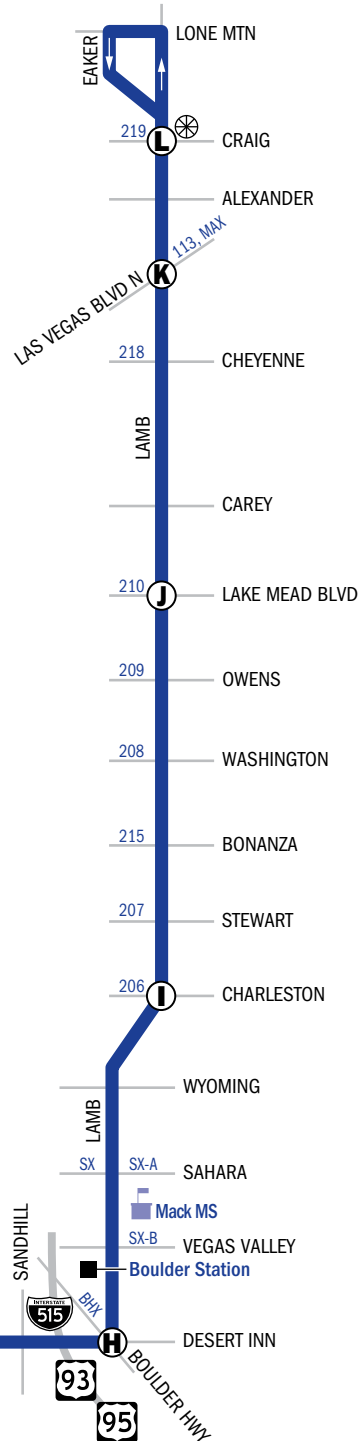 LONE MTN
EAKER
219 L CRAIG
ALEXANDER
113, MAX
LAS VEGAS BLVD N K
218 CHEYENNE
LAMB
CAREY
210 J LAKE MEAD BLVD
209 OWENS
208 WASHINGTON
215 BONANZA
207 STEWART
206 I CHARLESTON
WYOMING
LAMB
SX SX-A SAHARA
Mack MS
SX-B VEGAS VALLEY
SANDHILL
Boulder Station
INTERSTATE
515
BHX
H DESERT INN
BOULDER HWY
93
95